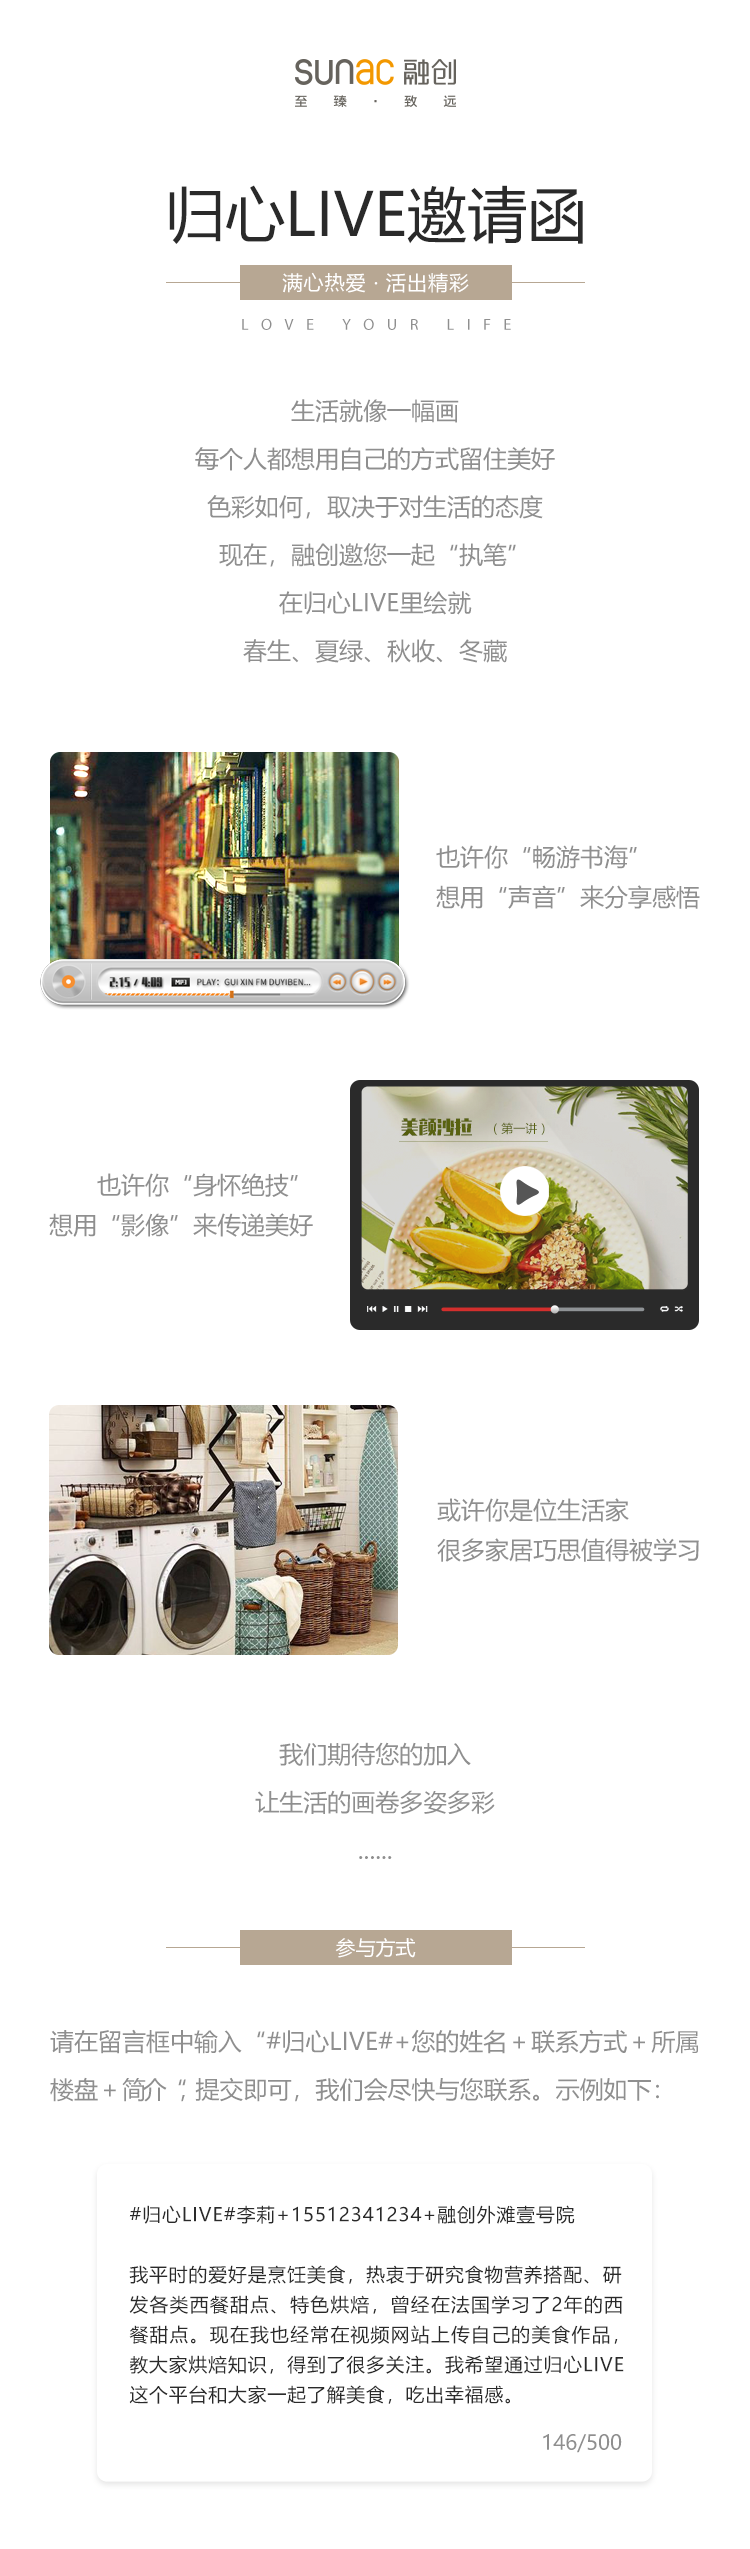 sunac 融创
至臻·致远
归心LIVE邀请函
满心热爱·活出精彩
LOVE YOUR LIFE
生活就像一幅画
每个人都想用自己的方式留住美好
色彩如何，取决于对生活的态度
现在，融创邀您一起“执笔”
在归心LIVE里绘就
春生、夏绿、秋收、冬藏
也许你“畅游书海”
想用“声音”来分享感悟
2:15 / 4:08 MP3 PLAY: GUI XIN FM DUYIBEN...
美颜沙拉 （第一讲）
也许你“身怀绝技”
想用“影像”来传递美好
或许你是位生活家
很多家居巧思值得被学习
我们期待您的加入
让生活的画卷多姿多彩
......
参与方式
请在留言框中输入“#归心LIVE#+您的姓名+联系方式+所属
楼盘+简介“，提交即可，我们会尽快与您联系。示例如下：
#归心LIVE#李莉+15512341234+融创外滩壹号院
我平时的爱好是烹饪美食，热衷于研究食物营养搭配、研
发各类西餐甜点、特色烘焙，曾经在法国学习了2年的西
餐甜点。现在我也经常在视频网站上传自己的美食作品，
教大家烘焙知识，得到了很多关注。我希望通过归心LIVE
这个平台和大家一起了解美食，吃出幸福感。
146/500